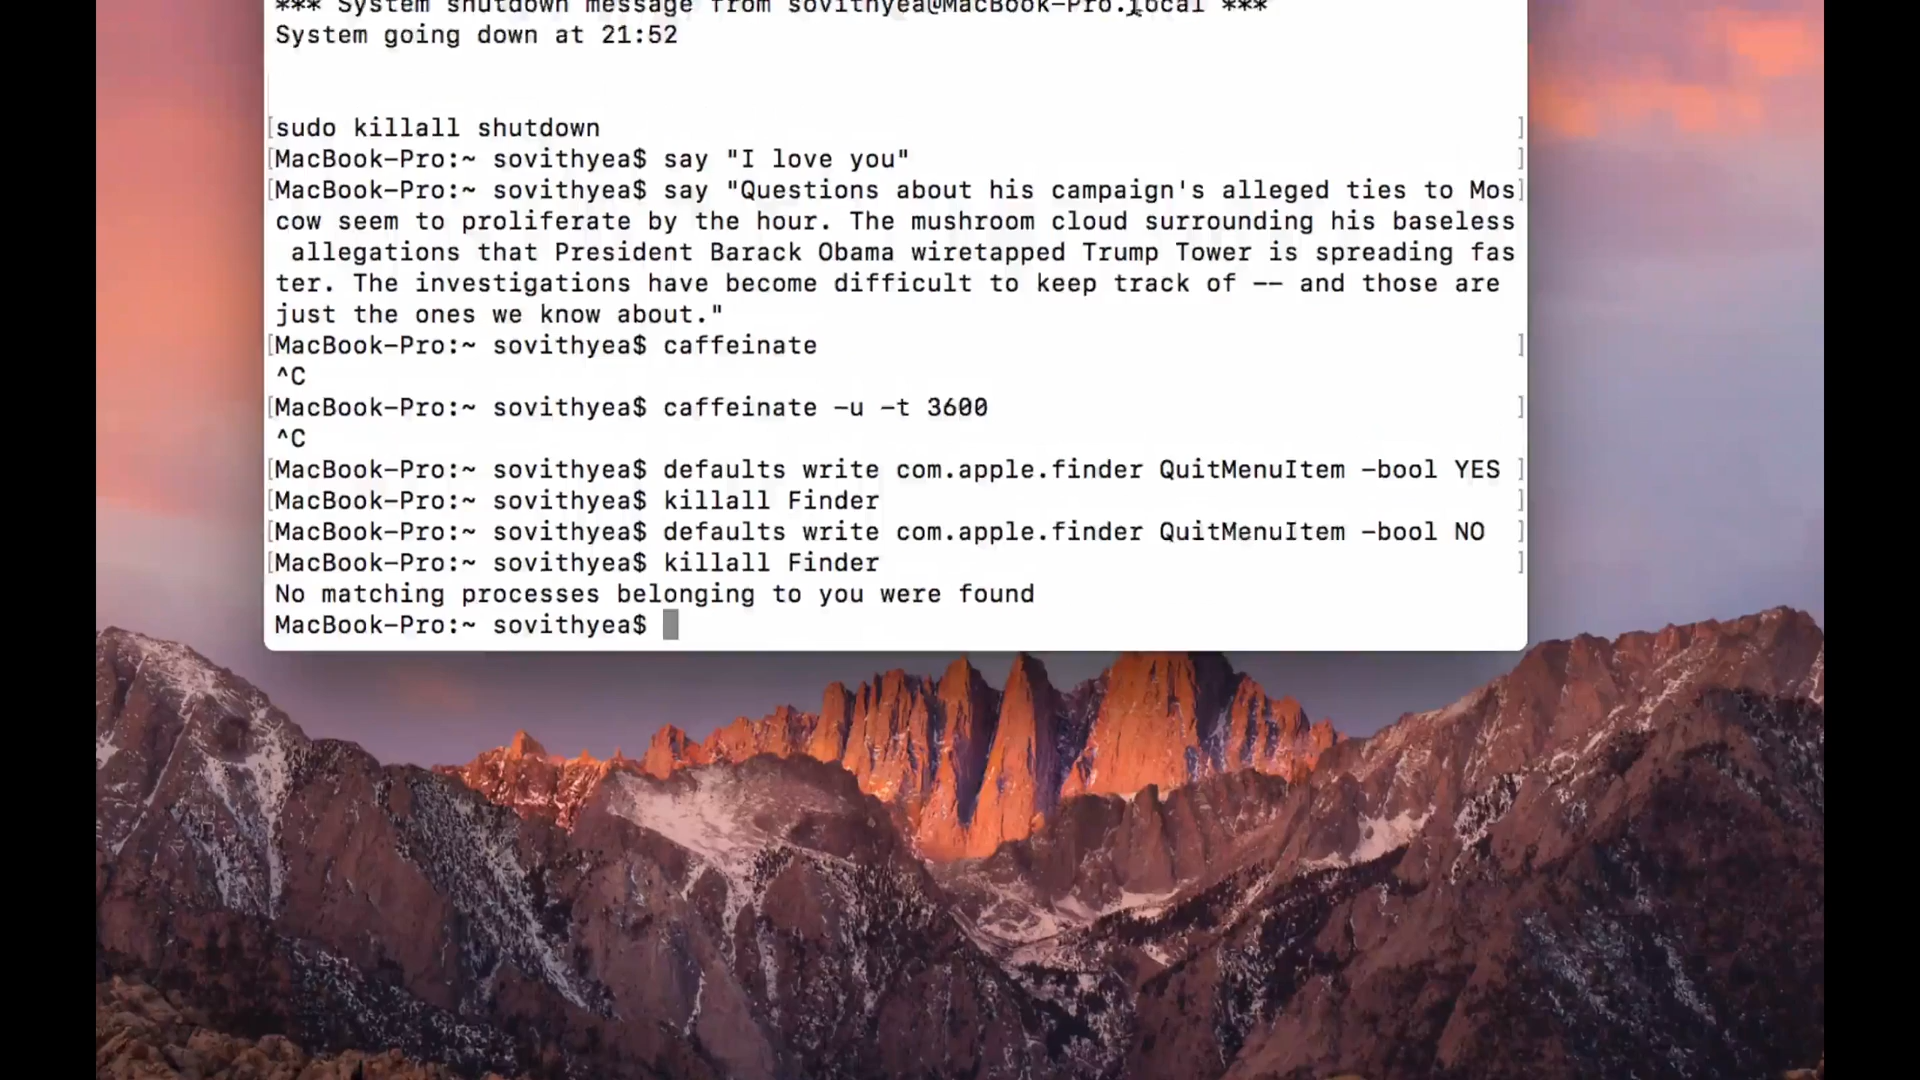 *** System shutdown message from sovithyea@MacBook-Pro.local ***
System going down at 21:52
[sudo killall shutdown ]
[MacBook-Pro:~ sovithyea$ say "I love you" ]
[MacBook-Pro:~ sovithyea$ say "Questions about his campaign's alleged ties to Mos]
cow seem to proliferate by the hour. The mushroom cloud surrounding his baseless
 allegations that President Barack Obama wiretapped Trump Tower is spreading fas
ter. The investigations have become difficult to keep track of -- and those are
just the ones we know about."
[MacBook-Pro:~ sovithyea$ caffeinate ]
^C
[MacBook-Pro:~ sovithyea$ caffeinate -u -t 3600 ]
^C
[MacBook-Pro:~ sovithyea$ defaults write com.apple.finder QuitMenuItem -bool YES ]
[MacBook-Pro:~ sovithyea$ killall Finder ]
[MacBook-Pro:~ sovithyea$ defaults write com.apple.finder QuitMenuItem -bool NO ]
[MacBook-Pro:~ sovithyea$ killall Finder ]
No matching processes belonging to you were found
MacBook-Pro:~ sovithyea$